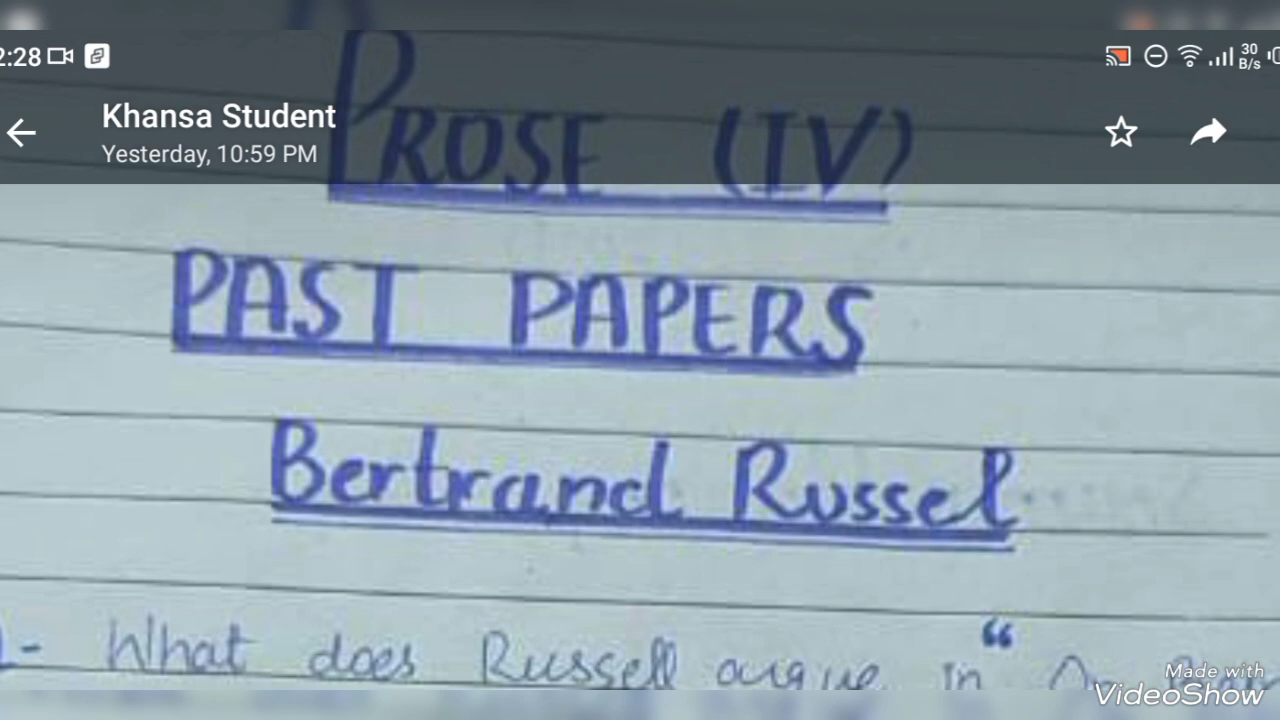 2:28
30
B/s
Khansa Student
Yesterday, 10:59 PM
PROSE (IV)
PAST PAPERS
Bertrand Russel
- What does Russell argue in "
Made with
VideoShow